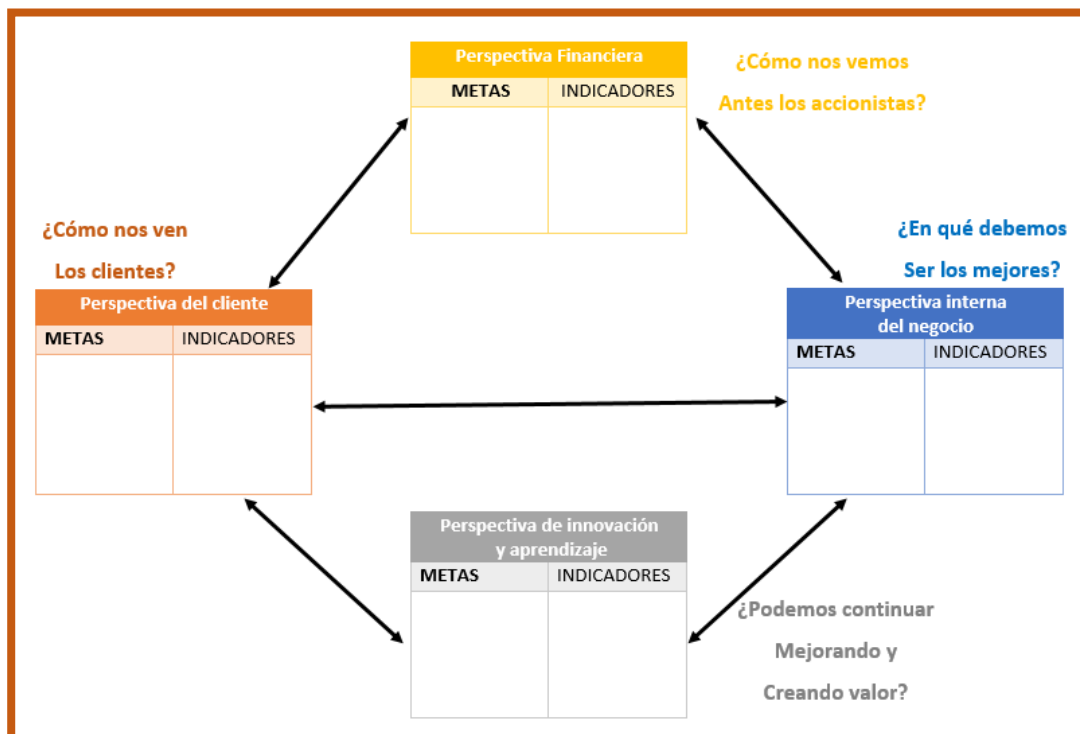 Perspectiva Financiera
METAS INDICADORES
¿Cómo nos vemos
Antes los accionistas?
¿Cómo nos ven
Los clientes?
Perspectiva del cliente
METAS INDICADORES
¿En qué debemos
Ser los mejores?
Perspectiva interna
del negocio
METAS INDICADORES
Perspectiva de innovación
y aprendizaje
METAS INDICADORES
¿Podemos continuar
Mejorando y
Creando valor?